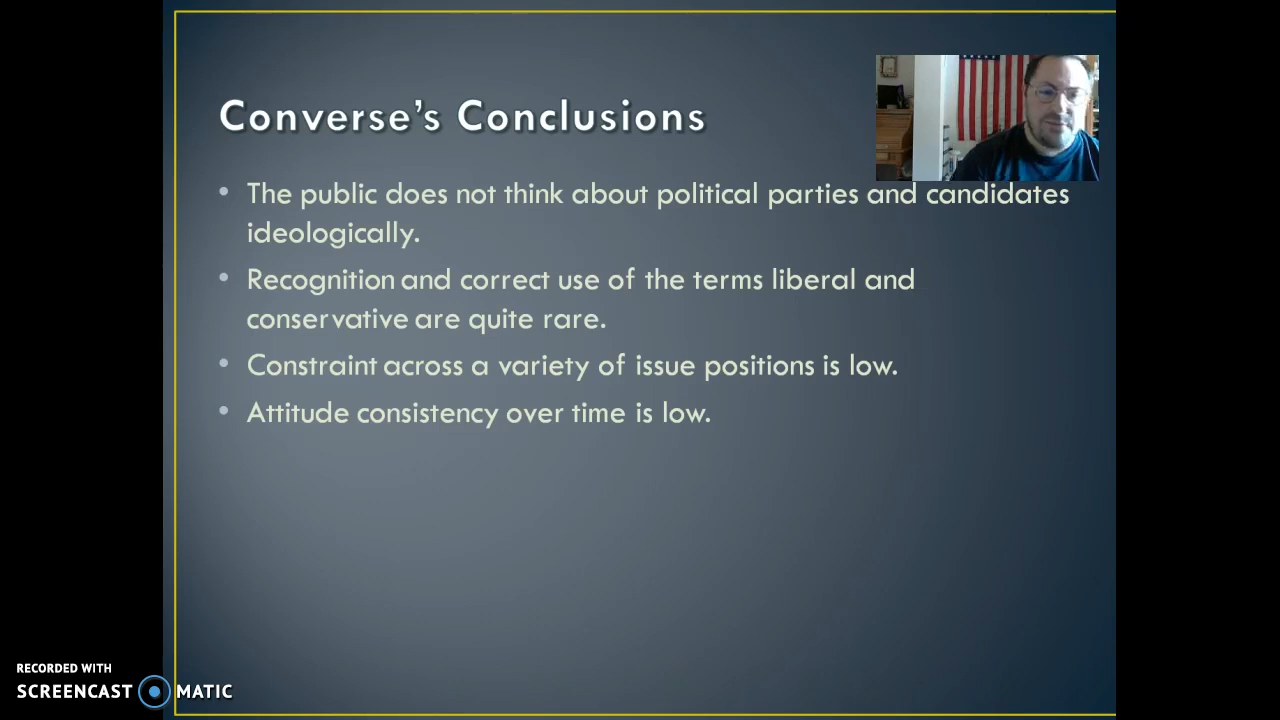 Converse's Conclusions
• The public does not think about political parties and candidates
ideologically.
• Recognition and correct use of the terms liberal and
conservative are quite rare.
• Constraint across a variety of issue positions is low.
• Attitude consistency over time is low.
RECORDED WITH
SCREENCAST MATIC